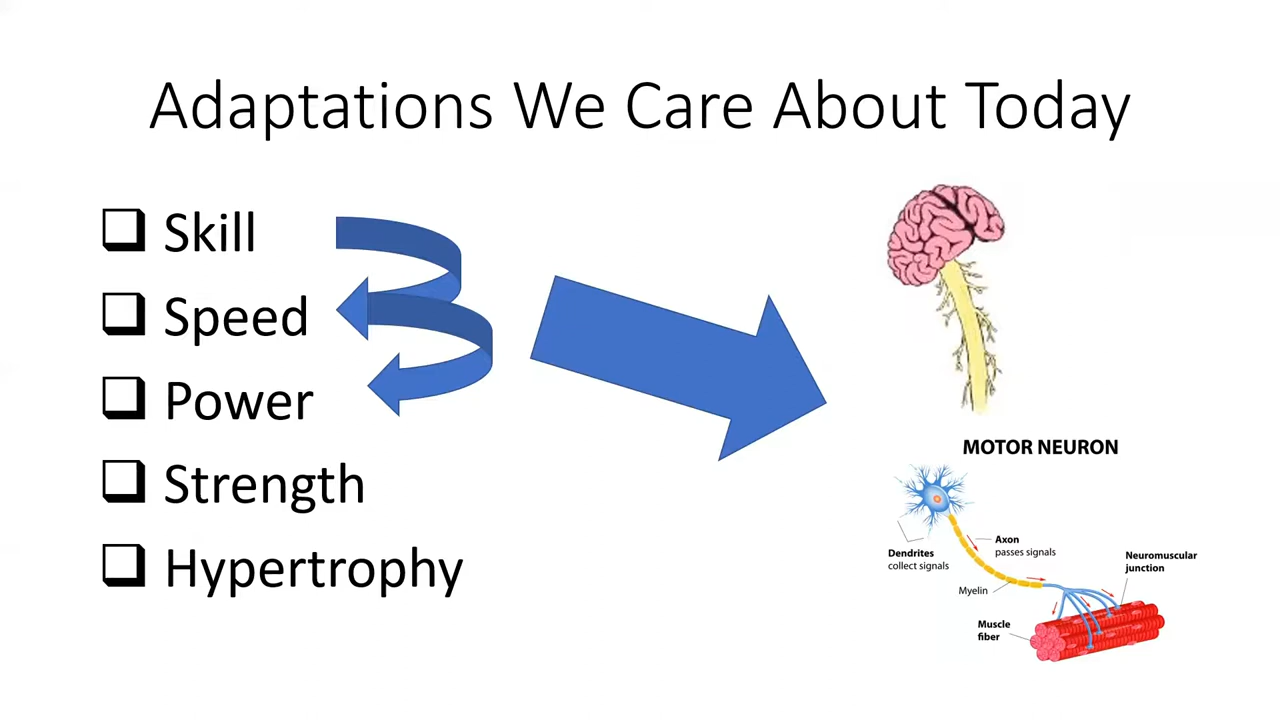 Adaptations We Care About Today
Skill
Speed
Power
Strength
Hypertrophy
MOTOR NEURON
Dendrites
collect signals
Axon
passes signals
Myelin
Neuromuscular
junction
Muscle
fiber